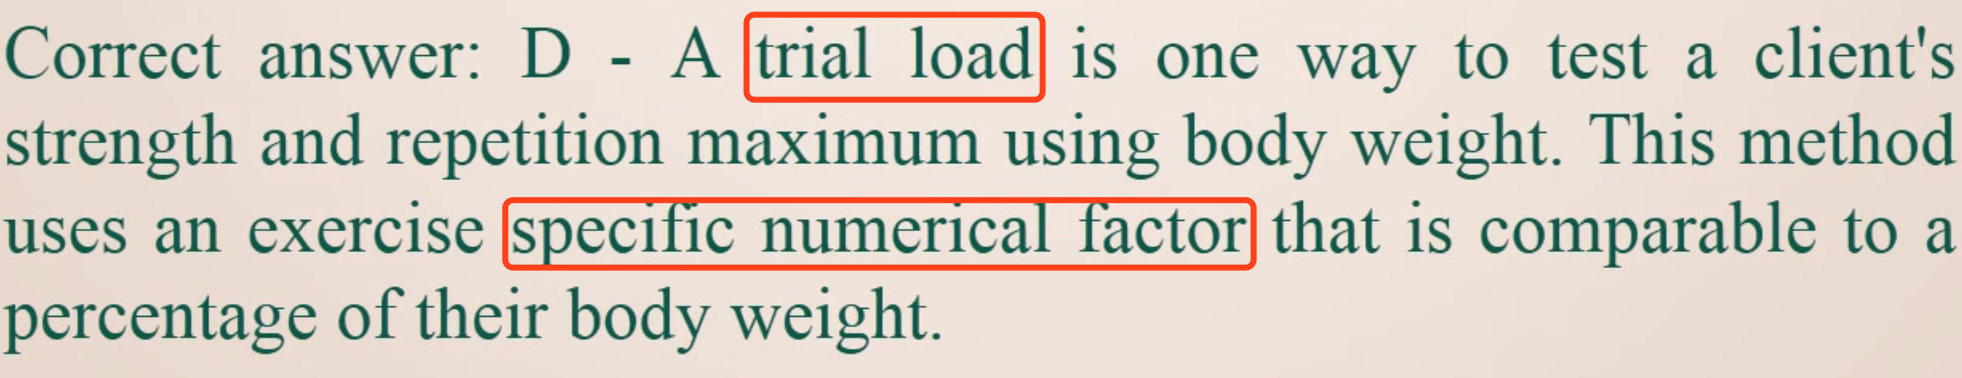 Correct answer: D - A trial load is one way to test a client's
strength and repetition maximum using body weight. This method
uses an exercise specific numerical factor that is comparable to a
percentage of their body weight.